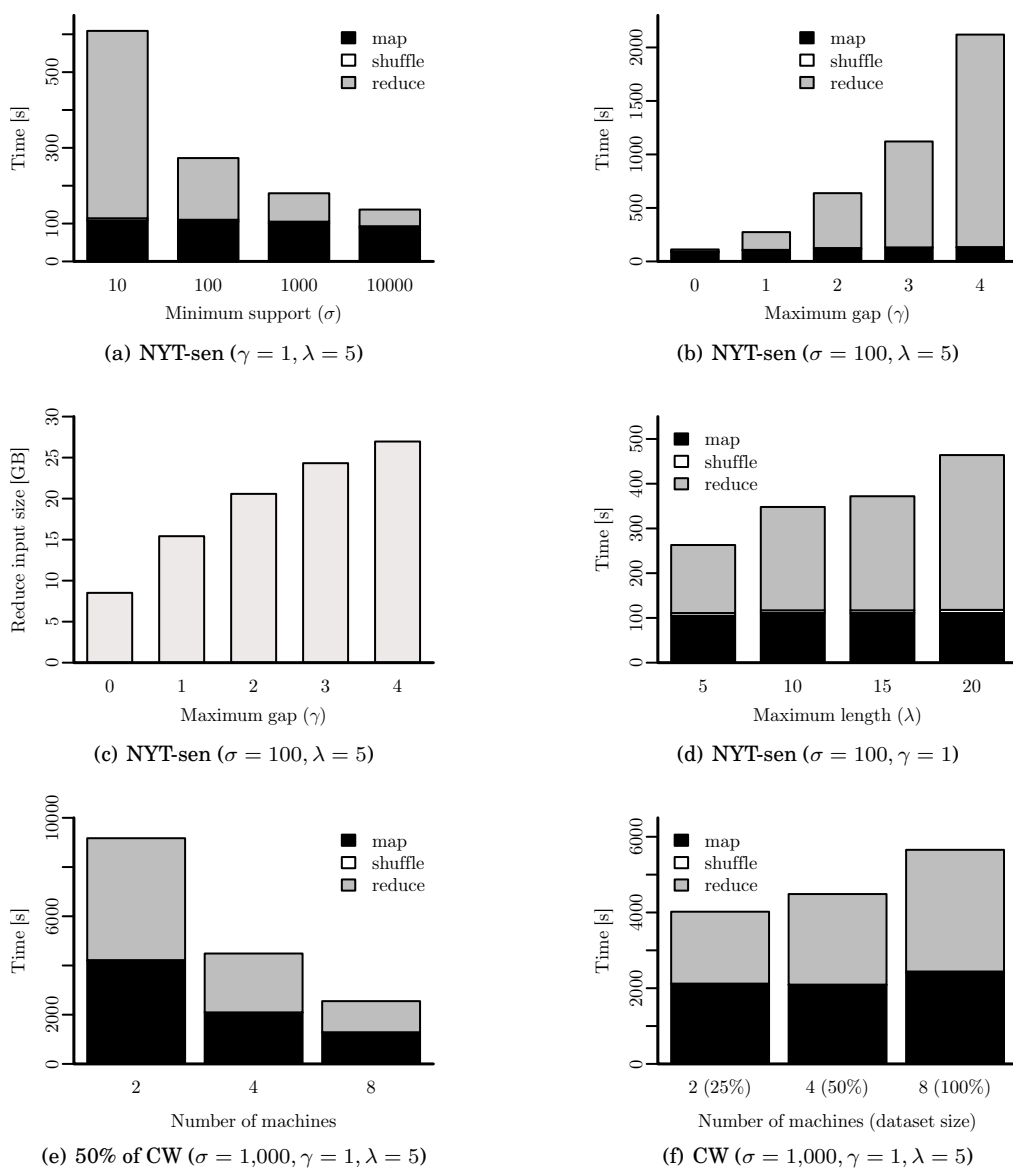 Time [s]
0
100
300
500
map
shuffle
reduce
10
100
1000
10000
Minimum support (σ)
(a) NYT-sen (γ = 1, λ = 5)
Time [s]
0
500
1000
1500
2000
map
shuffle
reduce
0
1
2
3
4
Maximum gap (γ)
(b) NYT-sen (σ = 100, λ = 5)
Reduce input size [GB]
0
5
10
15
20
25
30
0
1
2
3
4
Maximum gap (γ)
(c) NYT-sen (σ = 100, λ = 5)
Time [s]
0
100
200
300
400
500
map
shuffle
reduce
5
10
15
20
Maximum length (λ)
(d) NYT-sen (σ = 100, γ = 1)
Time [s]
0
2000
6000
10000
map
shuffle
reduce
2
4
8
Number of machines
(e) 50% of CW (σ = 1,000, γ = 1, λ = 5)
Time [s]
0
2000
4000
6000
map
shuffle
reduce
2 (25%)
4 (50%)
8 (100%)
Number of machines (dataset size)
(f) CW (σ = 1,000, γ = 1, λ = 5)